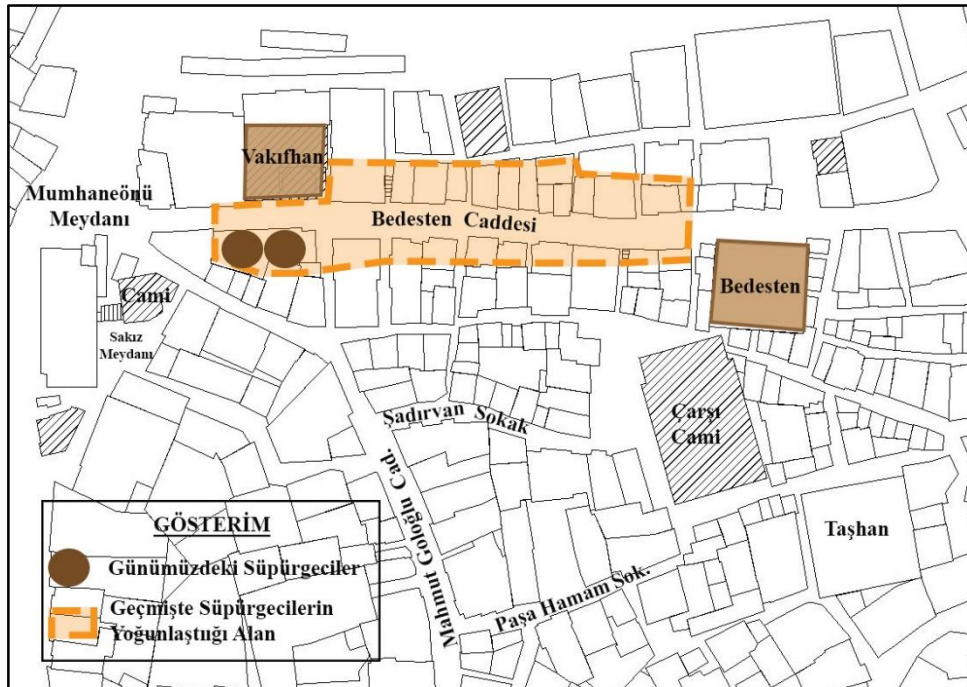 Vakıfhan
Mumhaneönü
Meydanı
Bedesten Caddesi
Bedesten
Cami
Sakız
Meydanı
Şadırvan Sokak
Çarşı
Cami
Mahmut Goloğlu Cad.
Taşhan
Paşa Hamam Sok.
GÖSTERİM
Günümüzdeki Süpürgeciler
Geçmişte Süpürgecilerin
Yoğunlaştığı Alan